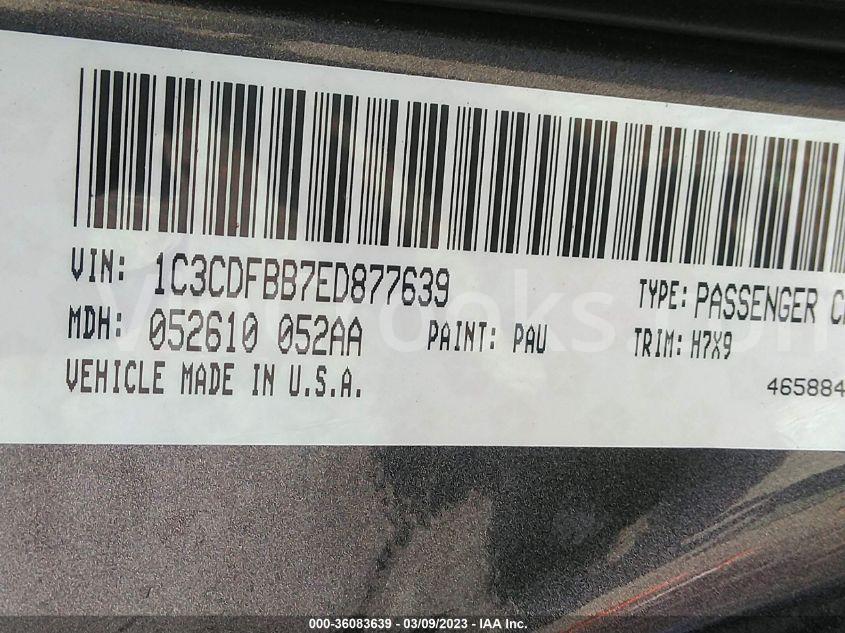 VIN: 1C3CDFBB7ED877639 TYPE: PASSENGER
MDH: 052610 052AA PAINT: PAU TRIM: H7X9
VEHICLE MADE IN U.S.A. 465884
000-36083639 - 03/09/2023 - IAA Inc.